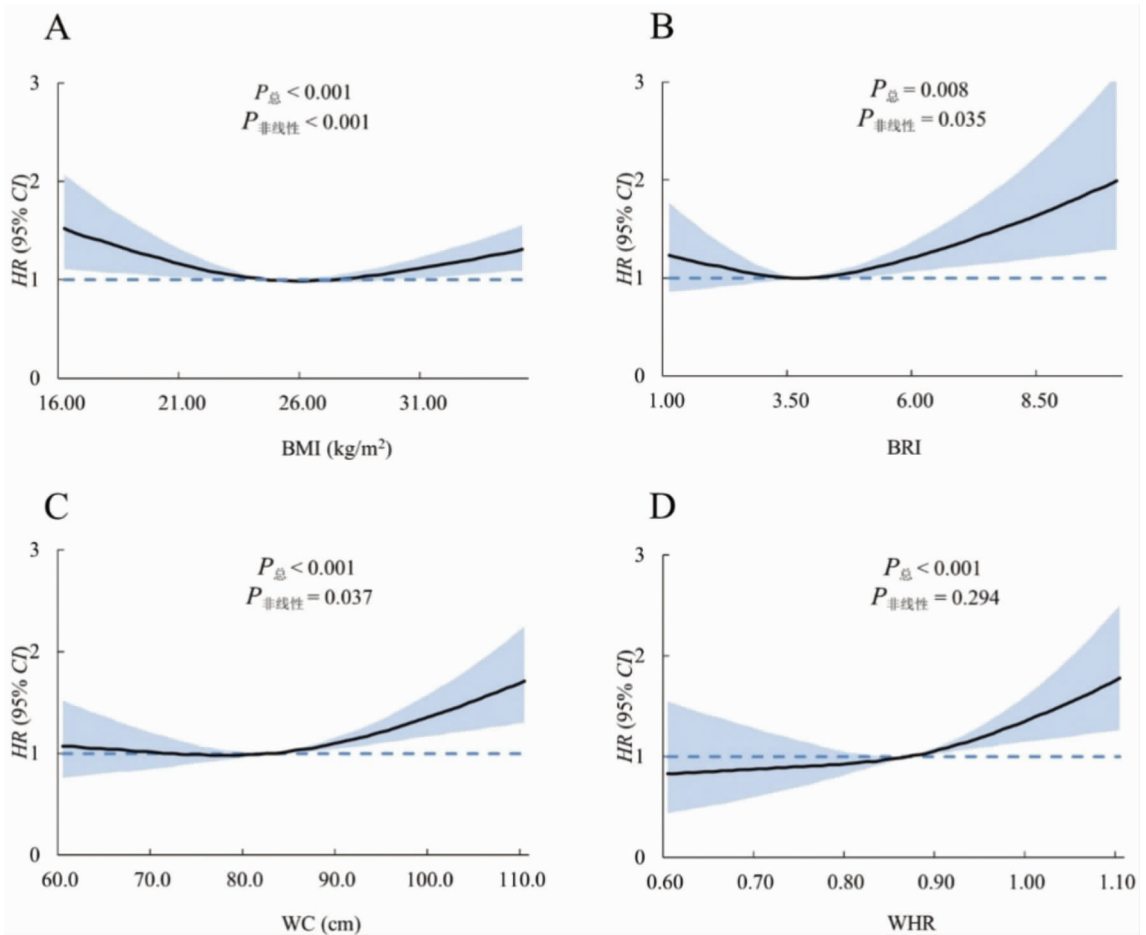 A
P总 < 0.001
P非线性 < 0.001
HR (95% CI)
3
2
1
0
16.00 21.00 26.00 31.00
BMI (kg/m²)
B
P总 = 0.008
P非线性 = 0.035
HR (95% CI)
3
2
1
0
1.00 3.50 6.00 8.50
BRI
C
P总 < 0.001
P非线性 = 0.037
HR (95% CI)
3
2
1
0
60.0 70.0 80.0 90.0 100.0 110.0
WC (cm)
D
P总 < 0.001
P非线性 = 0.294
HR (95% CI)
3
2
1
0
0.60 0.70 0.80 0.90 1.00 1.10
WHR